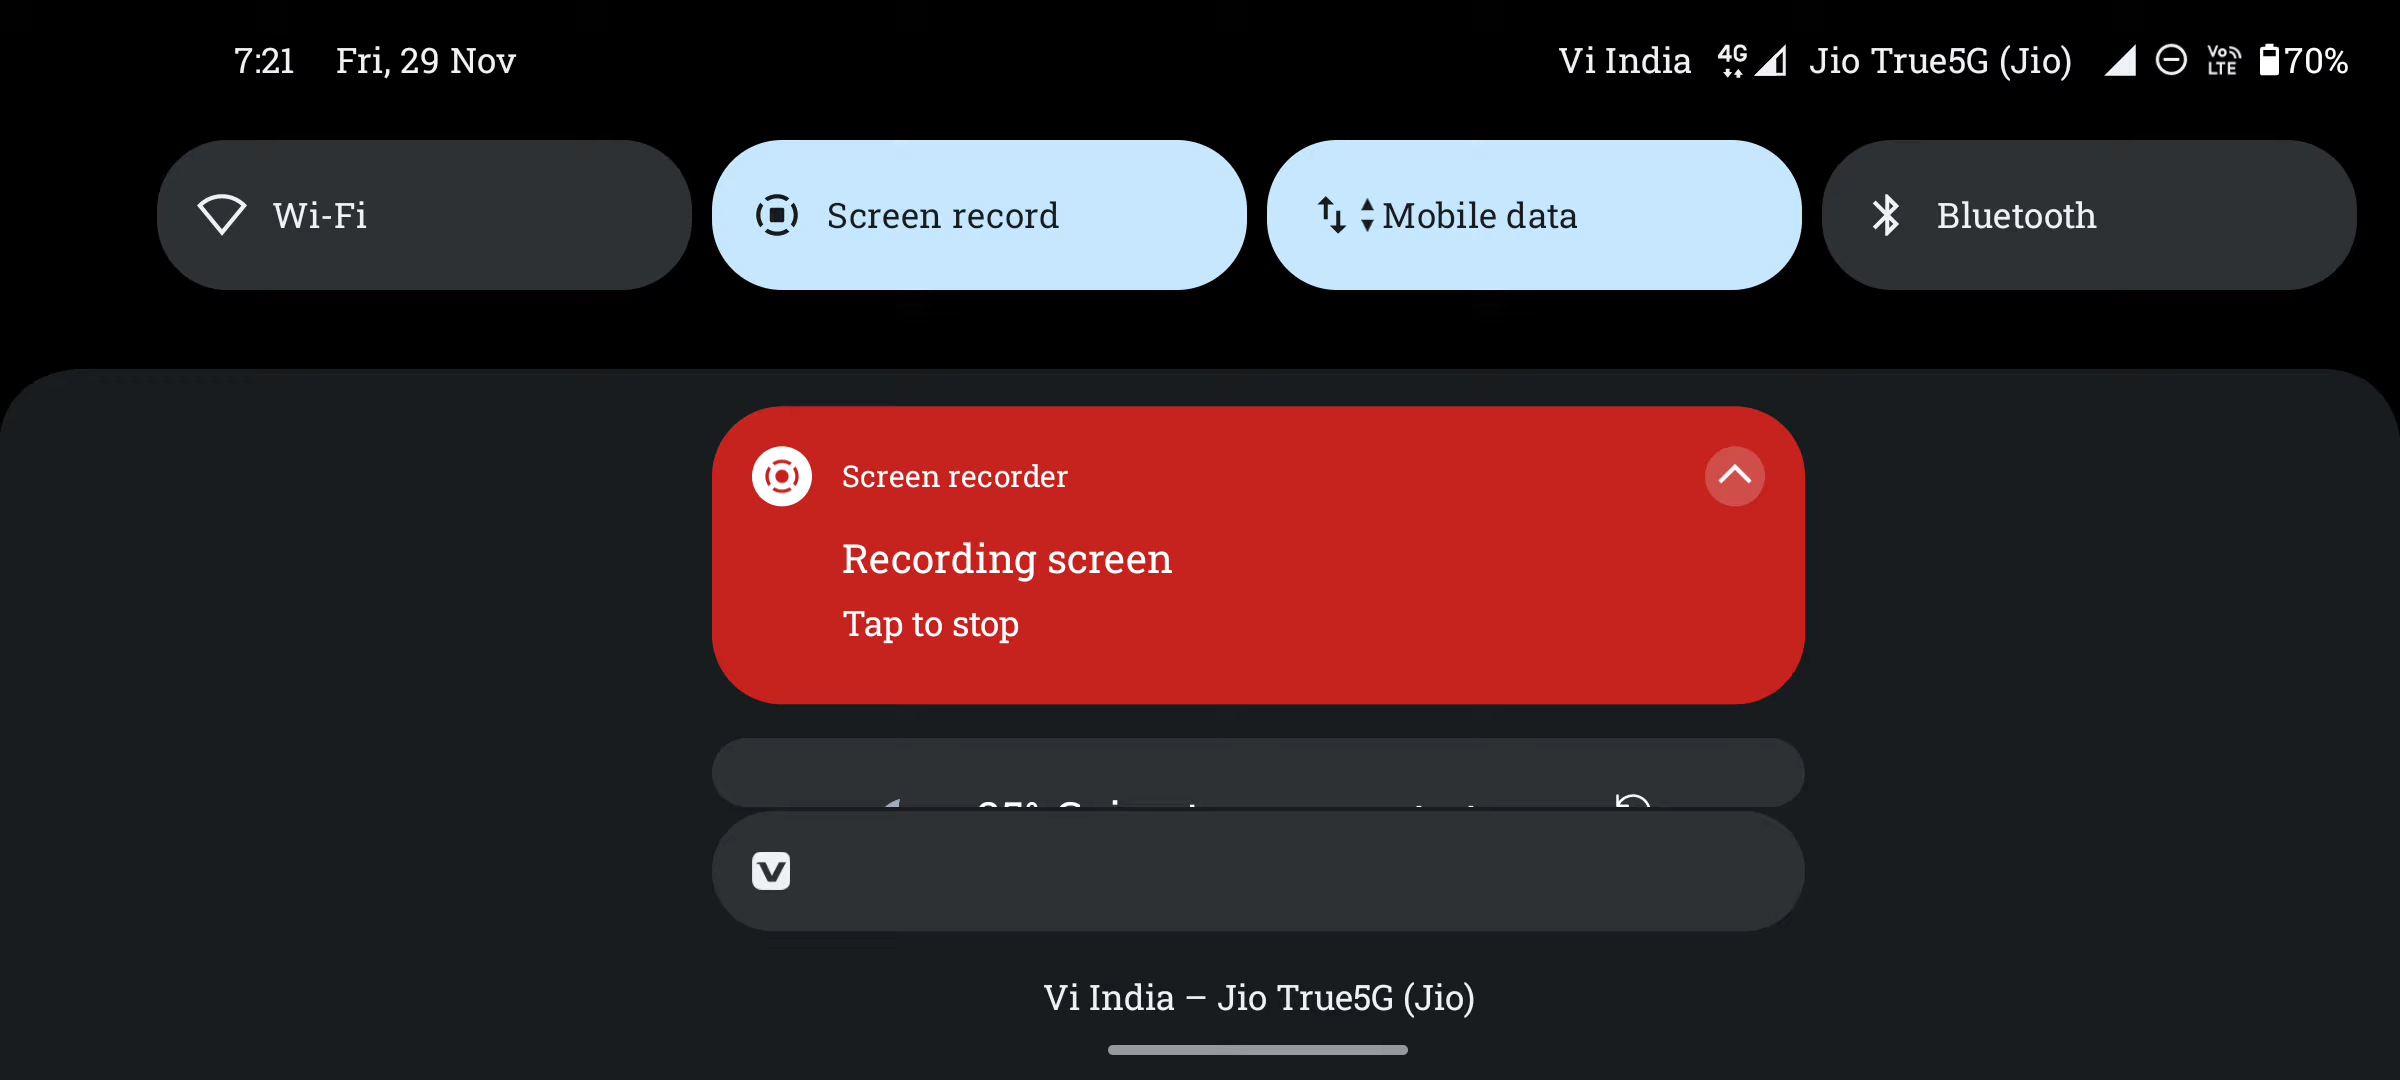 7:21 Fri, 29 Nov
Vi India 4G Jio True5G (Jio) VoLTE 70%
Wi-Fi
Screen record
Mobile data
Bluetooth
Screen recorder
Recording screen
Tap to stop
Vi India – Jio True5G (Jio)